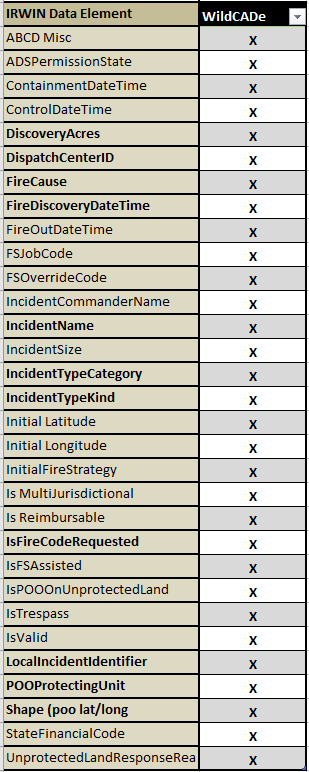 IRWIN Data Element WildCADe
ABCD Misc X
ADSPermissionState X
ContainmentDateTime X
ControlDateTime X
DiscoveryAcres X
DispatchCenterID X
FireCause X
FireDiscoveryDateTime X
FireOutDateTime X
FSJobCode X
FSOverrideCode X
IncidentCommanderName X
IncidentName X
IncidentSize X
IncidentTypeCategory X
IncidentTypeKind X
Initial Latitude X
Initial Longitude X
InitialFireStrategy X
Is MultiJurisdictional X
Is Reimbursable X
IsFireCodeRequested X
IsFSAssisted X
IsPOOOnUnprotectedLand X
IsTrespass X
IsValid X
LocalIncidentIdentifier X
POOProtectingUnit X
Shape (poo lat/long X
StateFinancialCode X
UnprotectedLandResponseRea X